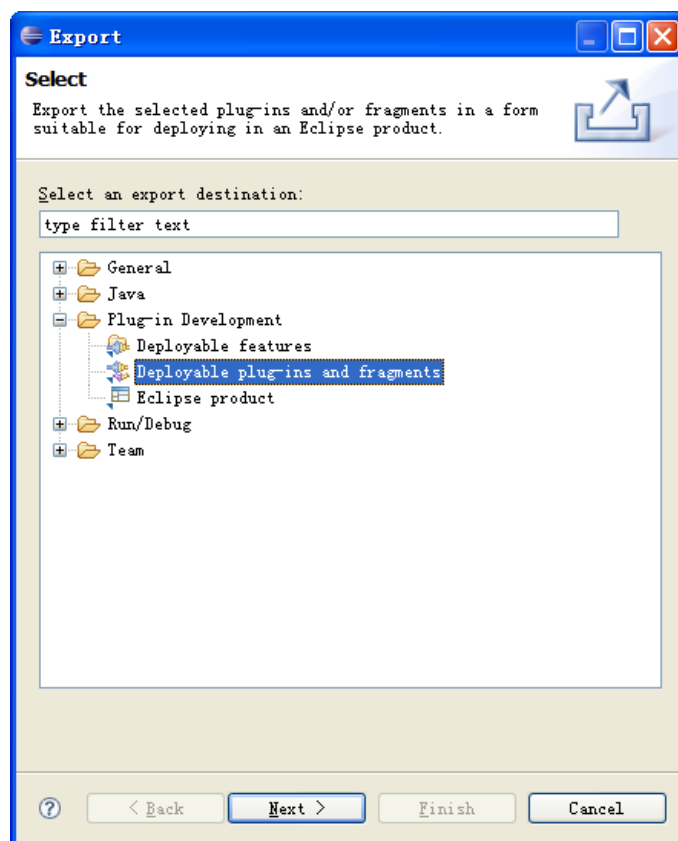 Export
Select
Export the selected plug-ins and/or fragments in a form
suitable for deploying in an Eclipse product.
Select an export destination:
type filter text
General
Java
Plug-in Development
Deployable features
Deployable plug-ins and fragments
Eclipse product
Run/Debug
Team
? < Back Next > Finish Cancel